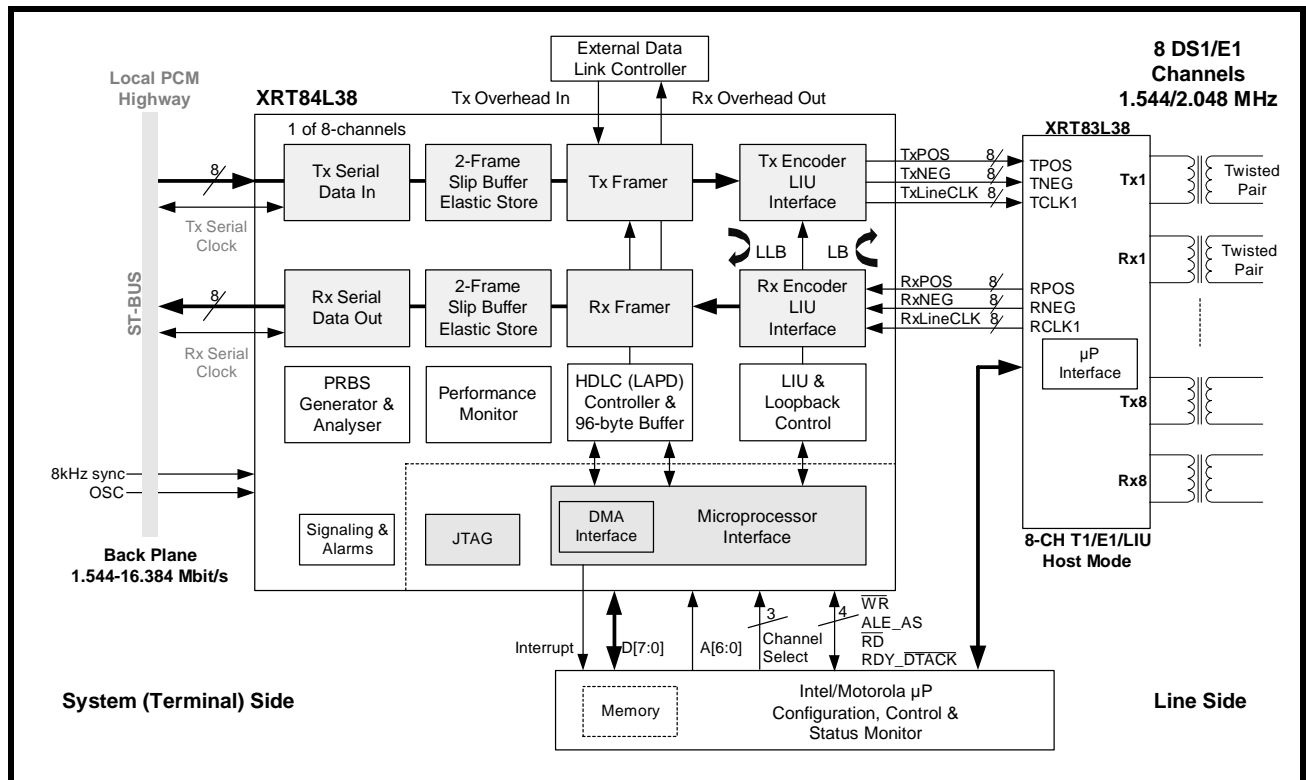 External Data
Link Controller
8 DS1/E1
Channels
1.544/2.048 MHz
Local PCM
Highway
XRT84L38
Tx Overhead In
Rx Overhead Out
XRT83L38
1 of 8-channels
8
Tx Serial
Data In
2-Frame
Slip Buffer
Elastic Store
Tx Framer
Tx Encoder
LIU
Interface
TxPOS
8
TxNEG
8
TxLineCLK
8
TPOS
TNEG
TCLK1
Tx1
Twisted
Pair
Tx Serial
Clock
LLB
LB
Rx1
Twisted
Pair
ST-BUS
8
Rx Serial
Data Out
2-Frame
Slip Buffer
Elastic Store
Rx Framer
Rx Encoder
LIU
Interface
RxPOS
8
RxNEG
8
RxLineCLK
8
RPOS
RNEG
RCLK1
Rx Serial
Clock
µP
Interface
PRBS
Generator &
Analyser
Performance
Monitor
HDLC (LAPD)
Controller &
96-byte Buffer
LIU &
Loopback
Control
Tx8
8kHz sync
OSC
Rx8
Signaling &
Alarms
JTAG
DMA
Interface
Microprocessor
Interface
Back Plane
1.544-16.384 Mbit/s
8-CH T1/E1/LIU
Host Mode
Interrupt
D[7:0]
A[6:0]
3
Channel
Select
4
WR
ALE_AS
RD
RDY_DTACK
System (Terminal) Side
Memory
Intel/Motorola µP
Configuration, Control &
Status Monitor
Line Side